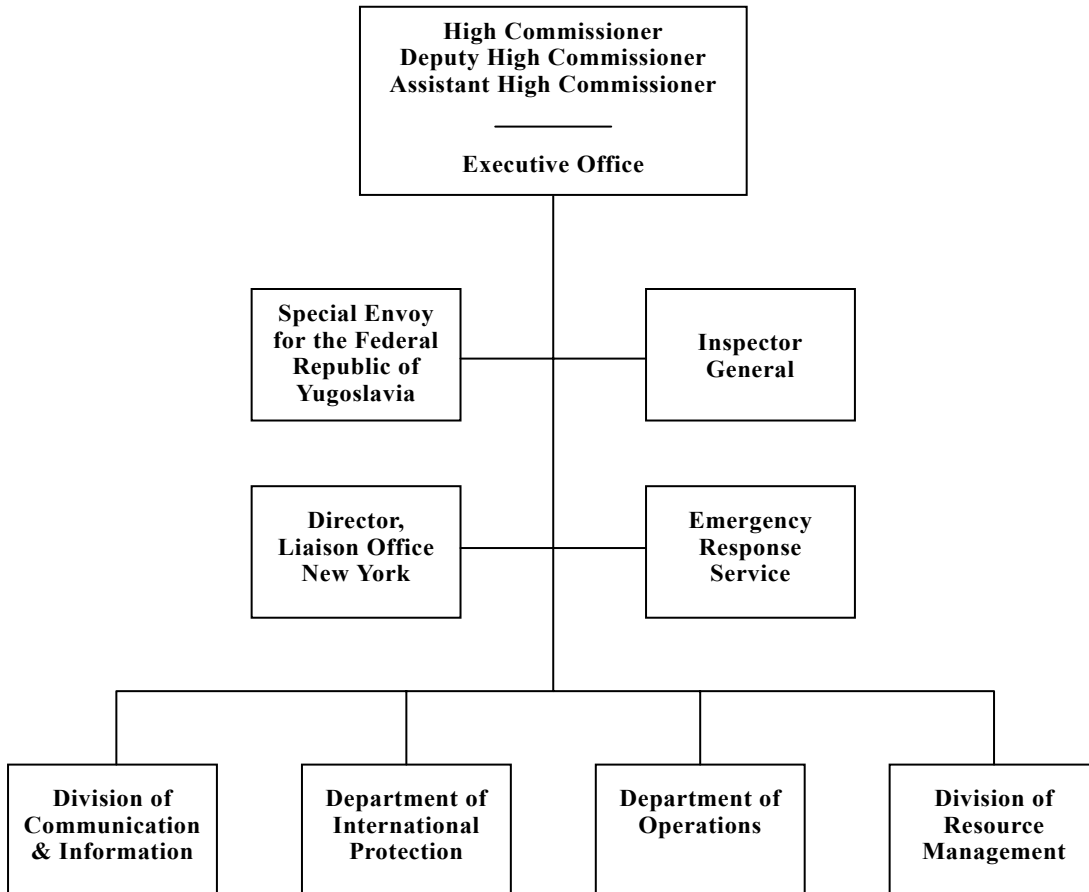 High Commissioner
Deputy High Commissioner
Assistant High Commissioner
Executive Office
Special Envoy
for the Federal
Republic of
Yugoslavia
Inspector
General
Director,
Liaison Office
New York
Emergency
Response
Service
Division of
Communication
& Information
Department of
International
Protection
Department of
Operations
Division of
Resource
Management